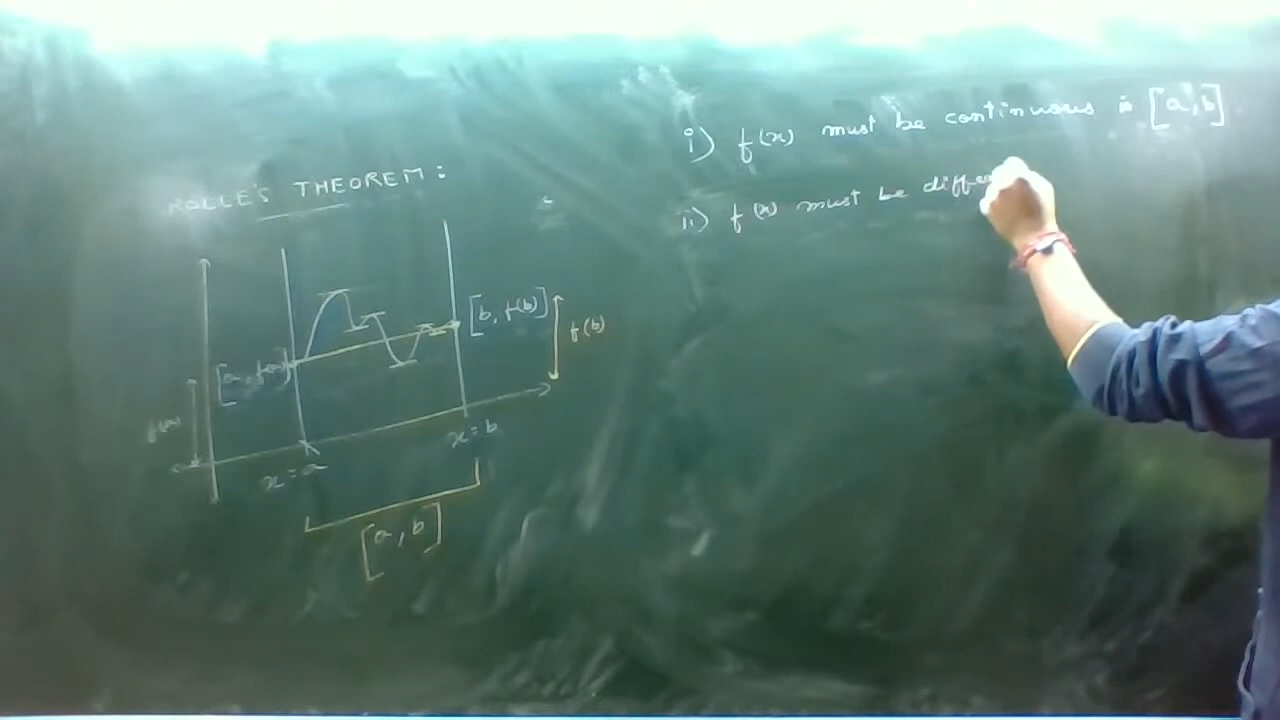 ROLLE'S THEOREM:
[b, f(b)]
f(b)
[a, f(a)]
f(a)
x = b
x = a
[a, b]
i) f(x) must be continuous in [a, b]
ii) f(x) must be differ